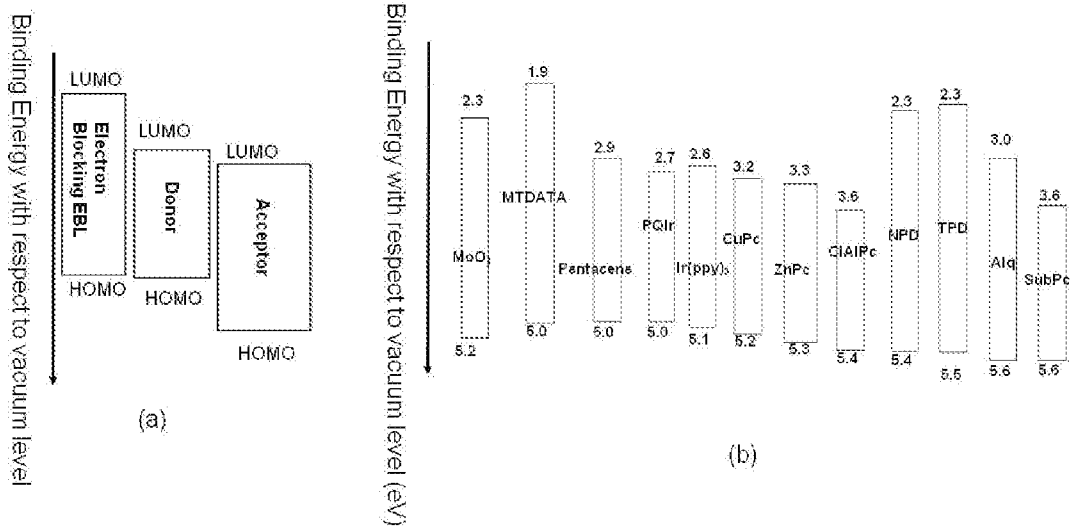 Binding Energy with respect to vacuum level
LUMO
Electron
Blocking EBL
HOMO
LUMO
Donor
HOMO
LUMO
Acceptor
HOMO
(a)
Binding Energy with respect to vacuum level (eV)
2.3
MoO₃
5.2
1.9
MTDATA
5.0
2.9
Pentacene
5.0
2.7
PQIr
5.0
2.6
Ir(ppy)₃
5.1
3.2
CuPc
5.2
3.3
ZnPc
5.3
3.6
ClAlPc
5.4
2.3
NPD
5.4
2.3
TPD
5.5
3.0
Alq
5.6
3.6
SubPc
5.6
(b)